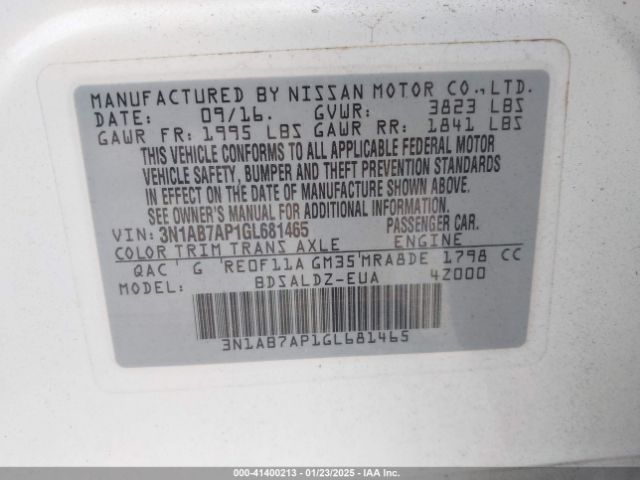 MANUFACTURED BY NISSAN MOTOR CO., LTD.
DATE: 09/16. GVWR: 3823 LBS
GAWR FR: 1995 LBS GAWR RR: 1841 LBS
THIS VEHICLE CONFORMS TO ALL APPLICABLE FEDERAL MOTOR
VEHICLE SAFETY, BUMPER AND THEFT PREVENTION STANDARDS
IN EFFECT ON THE DATE OF MANUFACTURE SHOWN ABOVE.
SEE OWNER'S MANUAL FOR ADDITIONAL INFORMATION.
VIN: 3N1AB7AP1GL681465 PASSENGER CAR.
COLOR TRIM TRANS AXLE ENGINE
QAC G RE0F11A GM35 MRA8DE 1798 CC
MODEL: BDSALDZ-EUA 4Z000
3N1AB7AP1GL681465
000-41400213 - 01/23/2025 - IAA Inc.